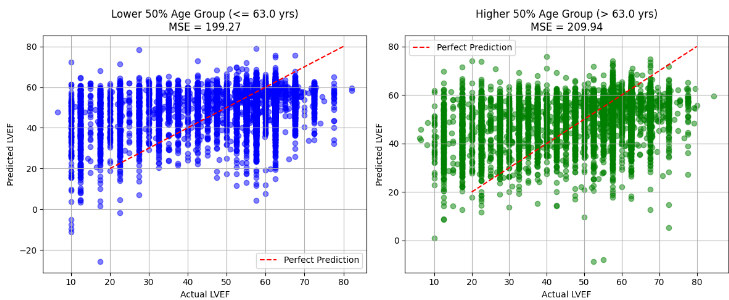 Lower 50% Age Group (<= 63.0 yrs)
MSE = 199.27
80
60
40
20
0
−20
Predicted LVEF
10
20
30
40
50
60
70
80
Actual LVEF
Perfect Prediction
Higher 50% Age Group (> 63.0 yrs)
MSE = 209.94
Perfect Prediction
80
60
40
20
0
Predicted LVEF
10
20
30
40
50
60
70
80
Actual LVEF